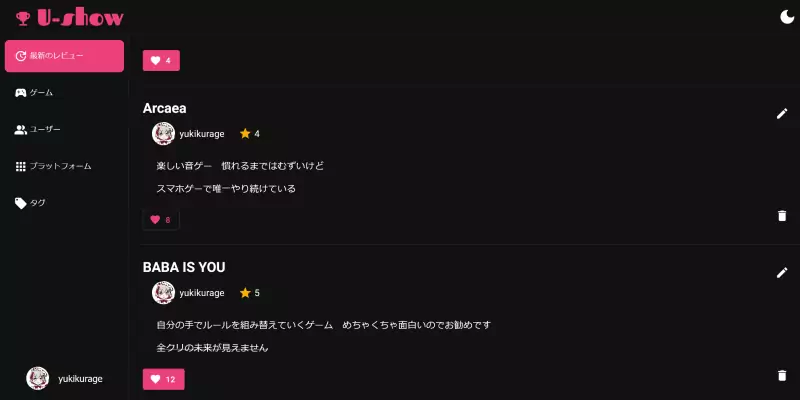 U-show
最新のレビュー
ゲーム
ユーザー
プラットフォーム
タグ
yukikurage
4
Arcaea
yukikurage 4
楽しい音ゲー　慣れるまではむずいけど
スマホゲーで唯一やり続けている
8
BABA IS YOU
yukikurage 5
自分の手でルールを組み替えていくゲーム　めちゃくちゃ面白いのでお勧めです
全クリの未来が見えません
12